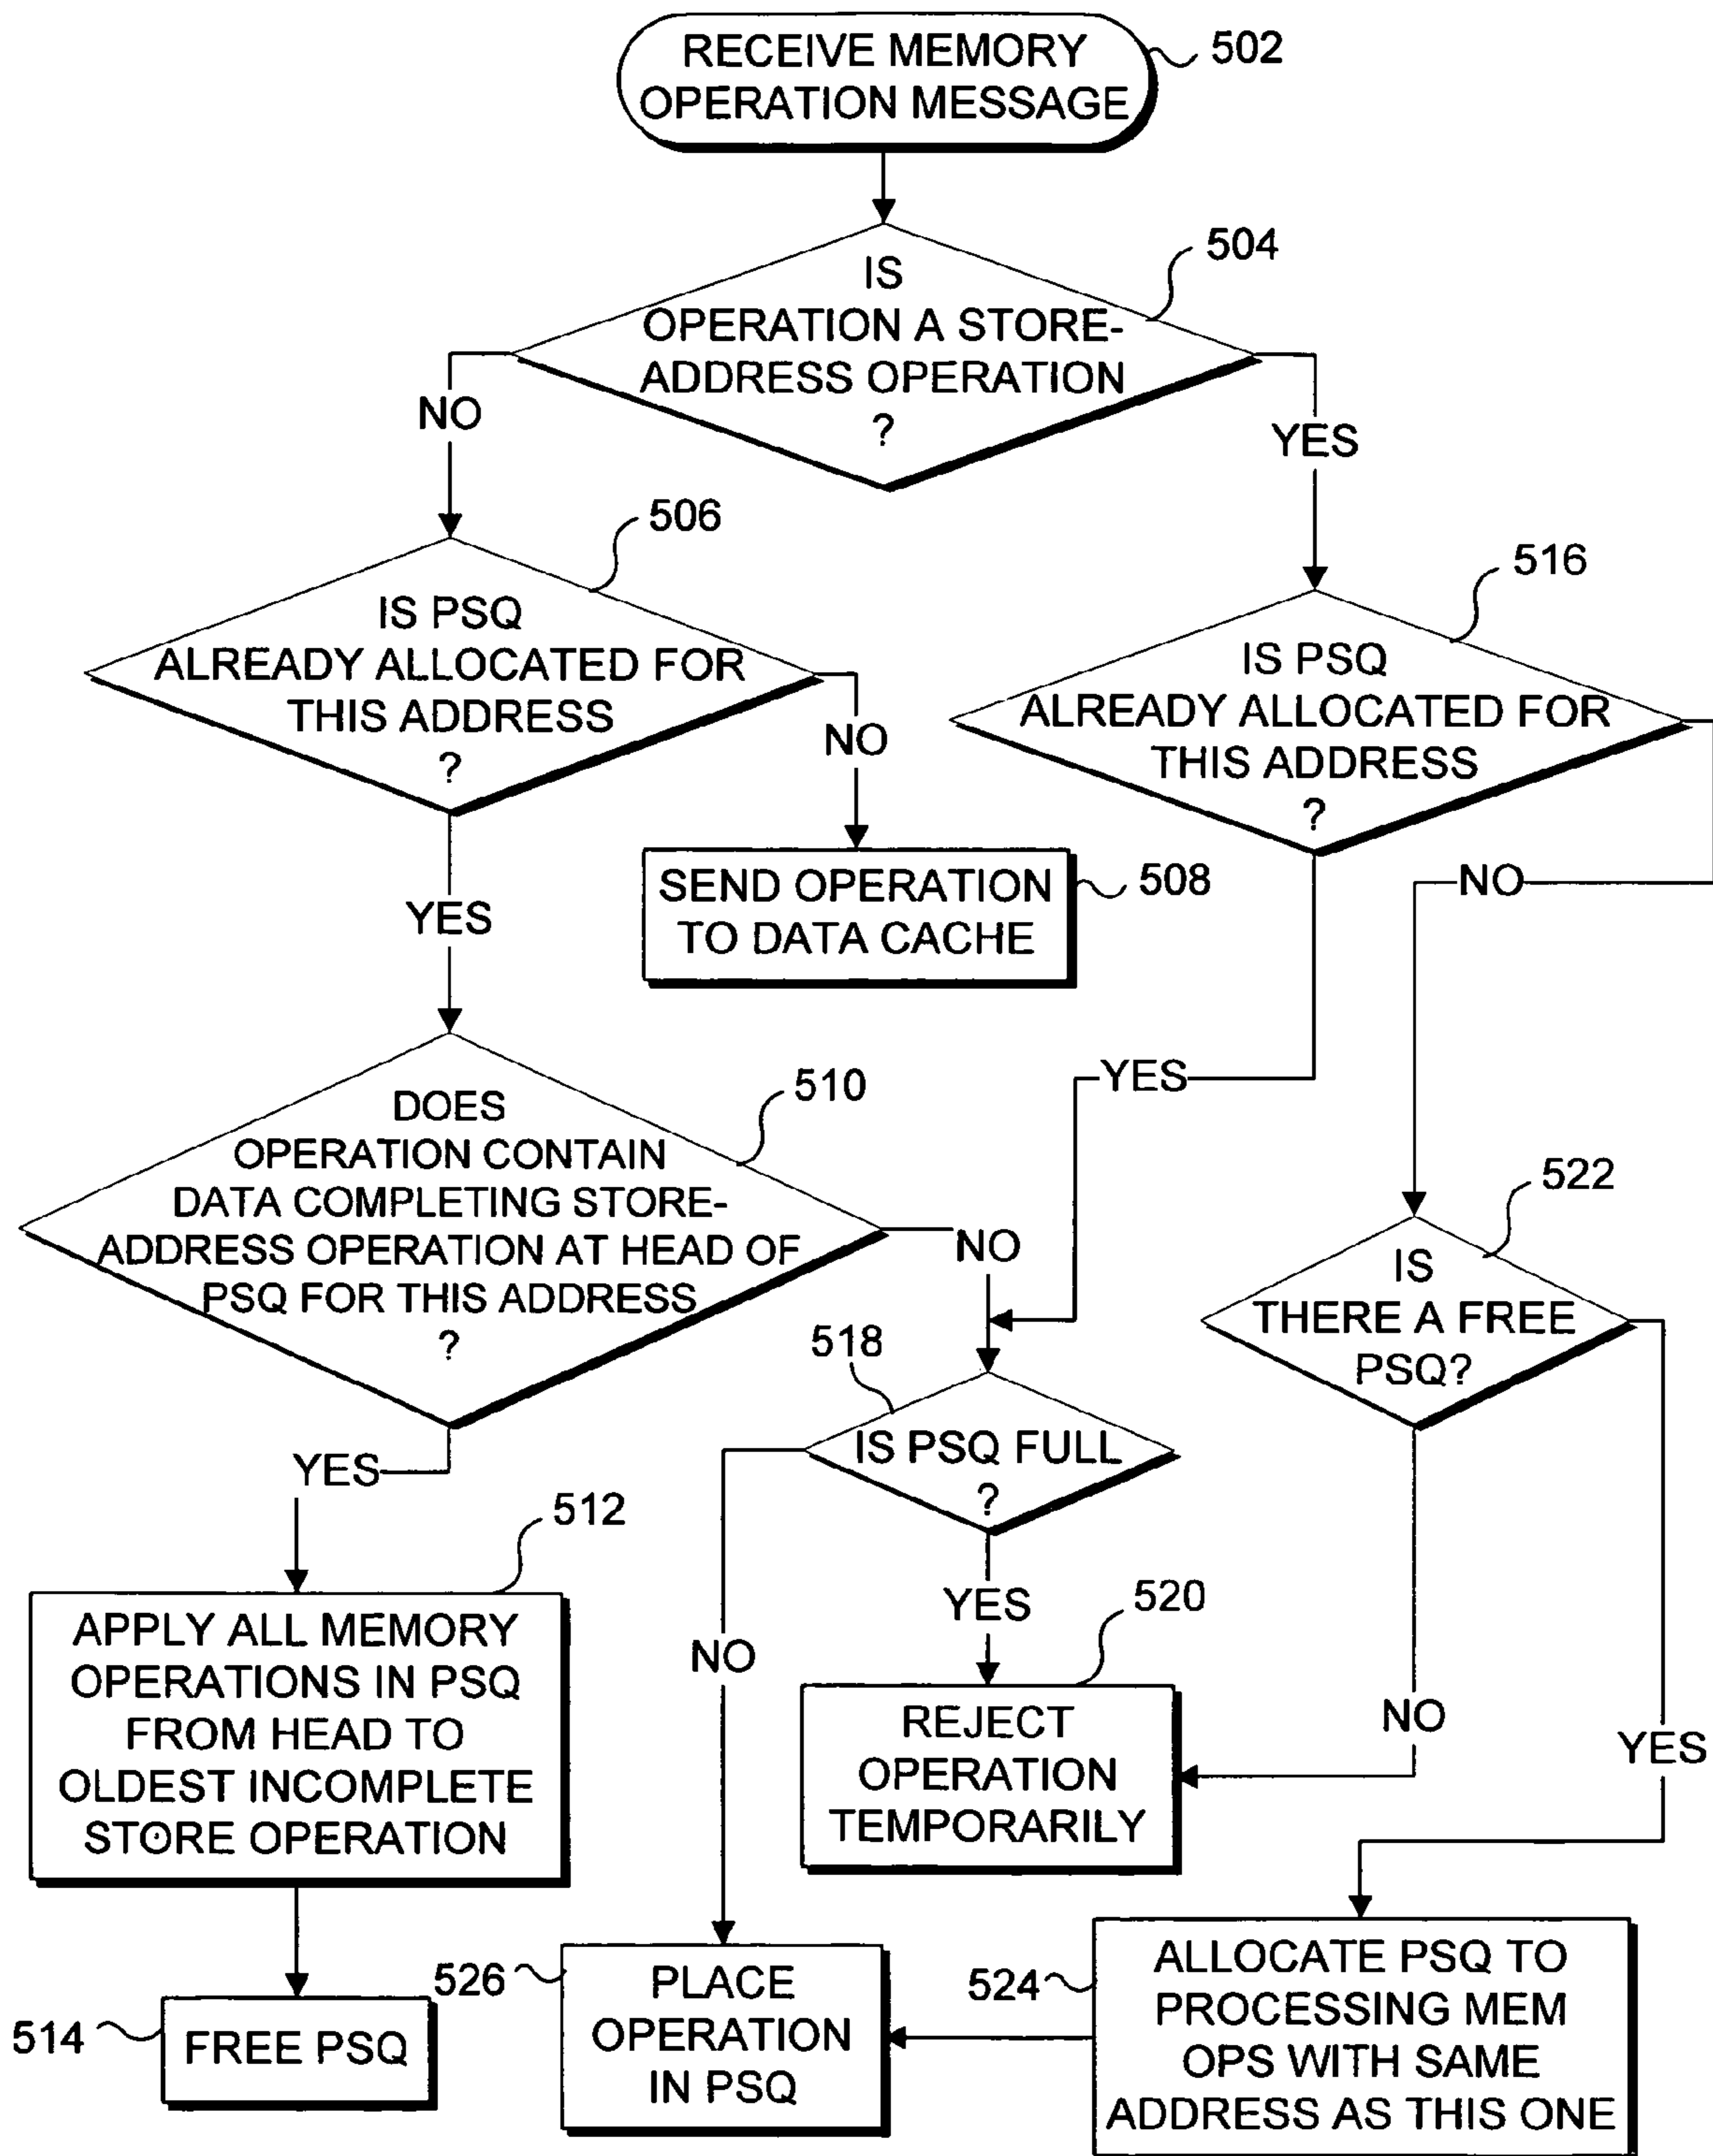 RECEIVE MEMORY
OPERATION MESSAGE
502
IS
OPERATION A STORE-
ADDRESS OPERATION
?
504
NO
YES
506
IS PSQ
ALREADY ALLOCATED FOR
THIS ADDRESS
?
NO
YES
516
IS PSQ
ALREADY ALLOCATED FOR
THIS ADDRESS
?
NO
YES
SEND OPERATION
TO DATA CACHE
508
510
DOES
OPERATION CONTAIN
DATA COMPLETING STORE-
ADDRESS OPERATION AT HEAD OF
PSQ FOR THIS ADDRESS
?
NO
YES
522
IS
THERE A FREE
PSQ?
NO
YES
518
IS PSQ FULL
?
NO
YES
512
APPLY ALL MEMORY
OPERATIONS IN PSQ
FROM HEAD TO
OLDEST INCOMPLETE
STORE OPERATION
520
REJECT
OPERATION
TEMPORARILY
514
FREE PSQ
526
PLACE
OPERATION
IN PSQ
524
ALLOCATE PSQ TO
PROCESSING MEM
OPS WITH SAME
ADDRESS AS THIS ONE